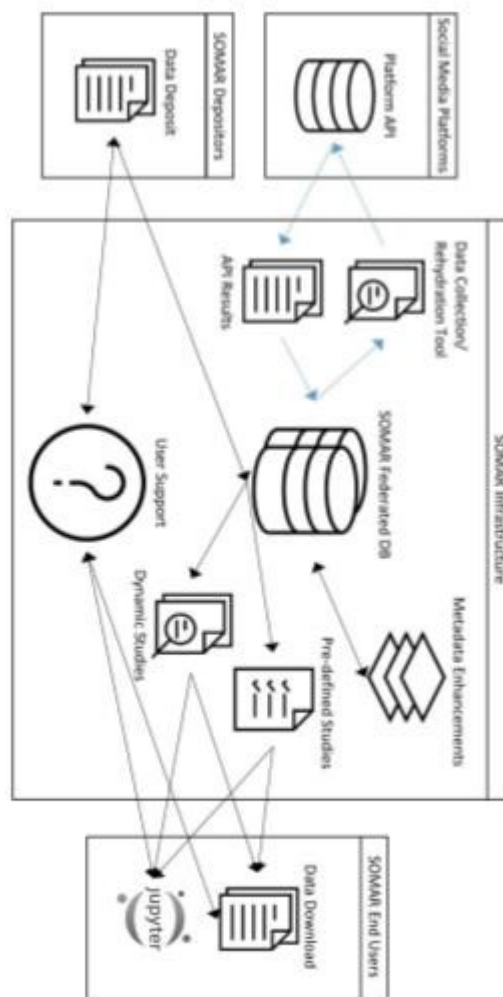 SOMAR Infrastructure
Social Media Platforms
Platform API
SOMAR Depositors
Data Deposit
Data Collection/
Rehydration Tool
API Results
SOMAR Federated DB
Metadata Enhancements
User Support
Dynamic Studies
Pre-defined Studies
SOMAR End Users
Data Download
jupyter